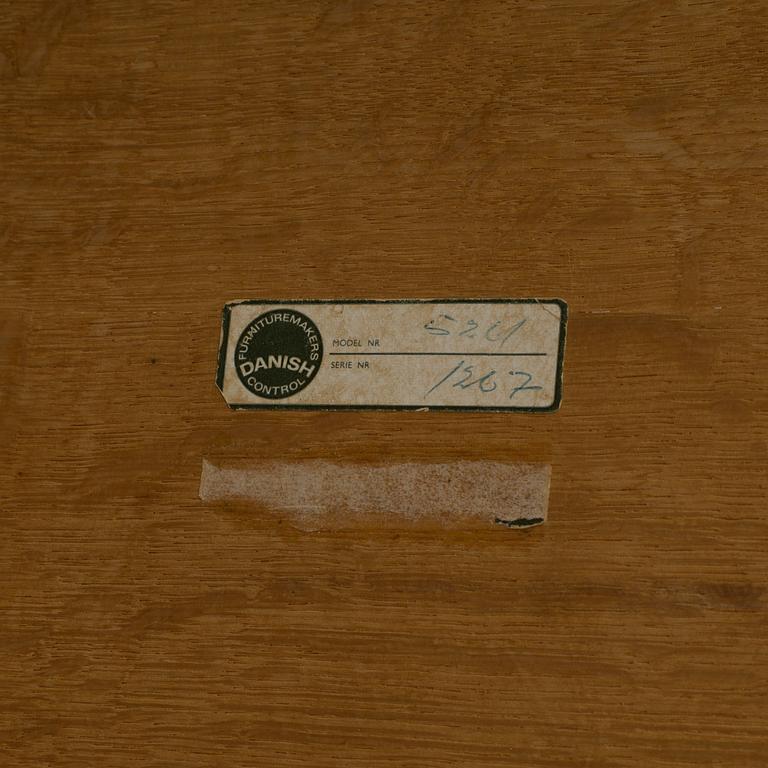 FURNITUREMAKERS
DANISH
CONTROL
MODEL NR
SERIE NR 1267